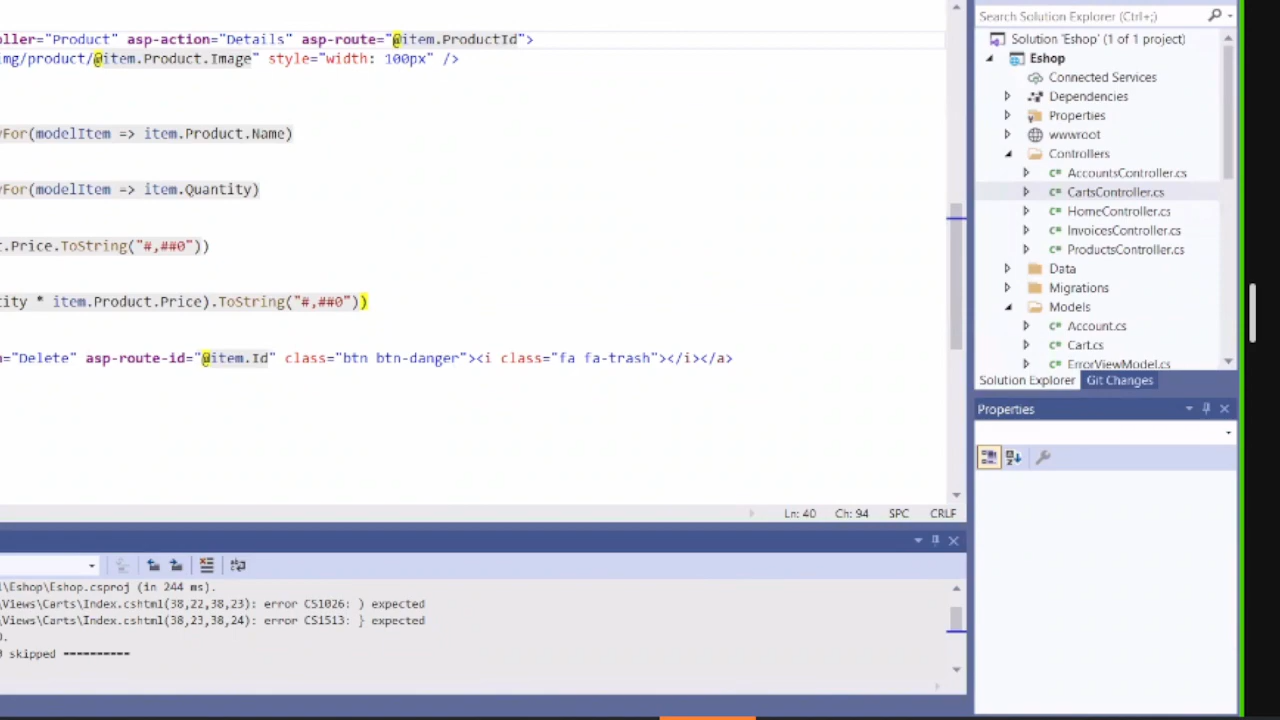 oller="Product" asp-action="Details" asp-route="@item.ProductId">
mg/product/@item.Product.Image" style="width: 100px" />
yFor(modelItem => item.Product.Name)
yFor(modelItem => item.Quantity)
t.Price.ToString("#,##0"))
tity * item.Product.Price).ToString("#,##0"))
n="Delete" asp-route-id="@item.Id" class="btn btn-danger"><i class="fa fa-trash"></i></a>
Ln: 40 Ch: 94 SPC CRLF
l\Eshop\Eshop.csproj (in 244 ms).
\Views\Carts\Index.cshtml(38,22,38,23): error CS1026: ) expected
\Views\Carts\Index.cshtml(38,23,38,24): error CS1513: } expected
0.
0 skipped ----------
Search Solution Explorer (Ctrl+;)
Solution 'Eshop' (1 of 1 project)
Eshop
Connected Services
Dependencies
Properties
wwwroot
Controllers
C# AccountsController.cs
C# CartsController.cs
C# HomeController.cs
C# InvoicesController.cs
C# ProductsController.cs
Data
Migrations
Models
C# Account.cs
C# Cart.cs
C# ErrorViewModel.cs
Solution Explorer Git Changes
Properties